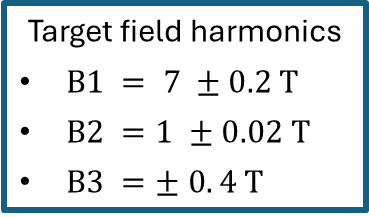 Target field harmonics
• B1 = 7 ± 0.2 T
• B2 = 1 ± 0.02 T
• B3 = ± 0.4 T